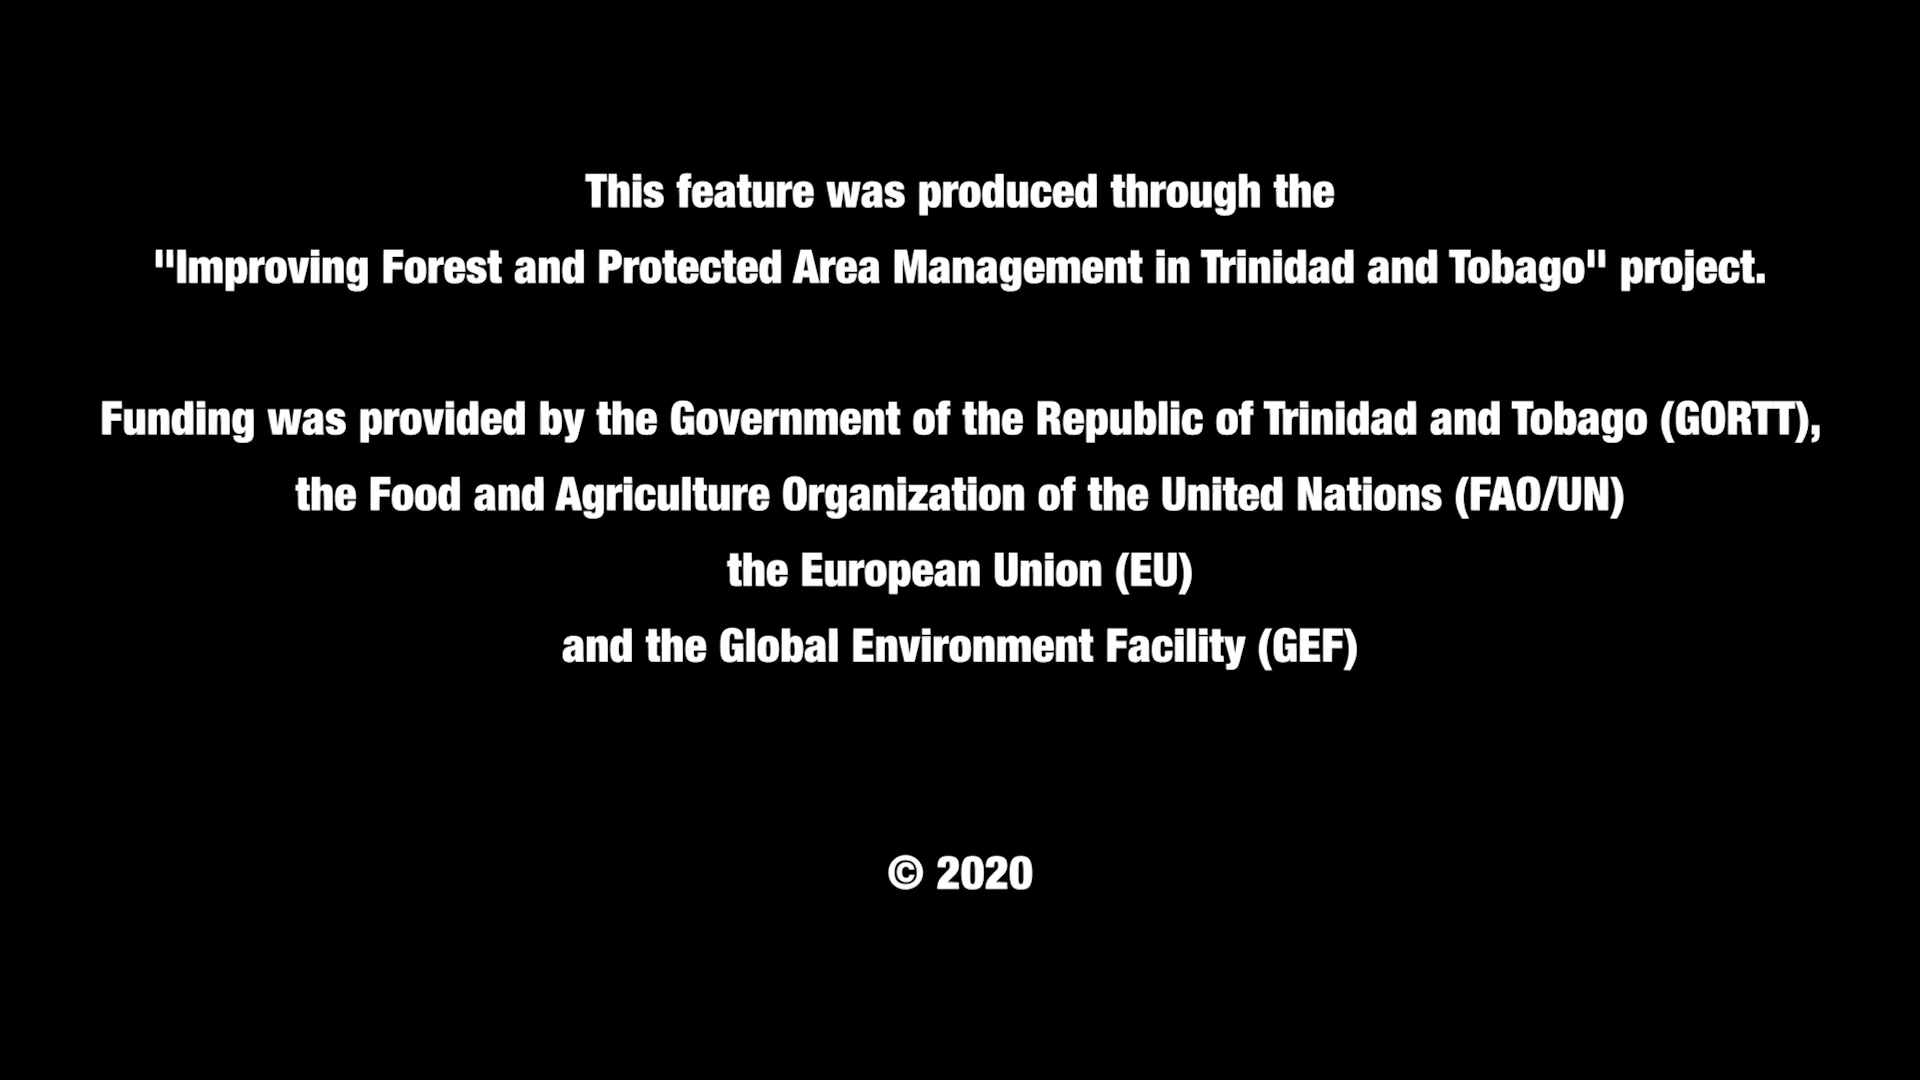 This feature was produced through the
"Improving Forest and Protected Area Management in Trinidad and Tobago" project.
Funding was provided by the Government of the Republic of Trinidad and Tobago (GORTT),
the Food and Agriculture Organization of the United Nations (FAO/UN)
the European Union (EU)
and the Global Environment Facility (GEF)
© 2020